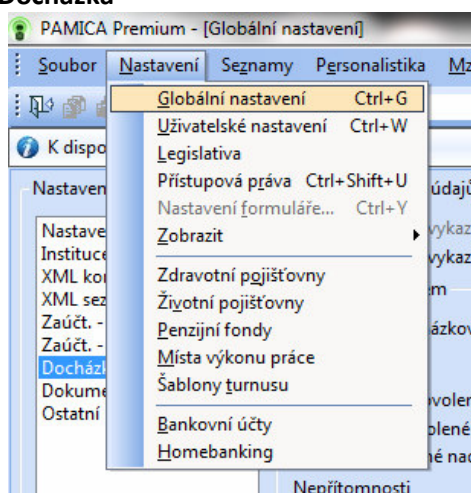 Docházka
PAMICA Premium - [Globální nastavení]
Soubor Nastavení Seznamy Personalistika Mz
Globální nastavení Ctrl+G
K dispo
Uživatelské nastavení Ctrl+W
Legislativa
Nastaven
Přístupová práva Ctrl+Shift+U
údajů
Nastavení formuláře... Ctrl+Y
Nastave
vykaz
Zobrazit
Instituce
vykaz
XML kon
Zdravotní pojišťovny
em
XML sez
Životní pojišťovny
Zaúčt. -
Penzijní fondy
ázkov
Zaúčt. -
Místa výkonu práce
Docházk
Šablony turnusu
Dokume
ovolen
Ostatní
Bankovní účty
olené
Homebanking
né nad
Nepřítomnosti